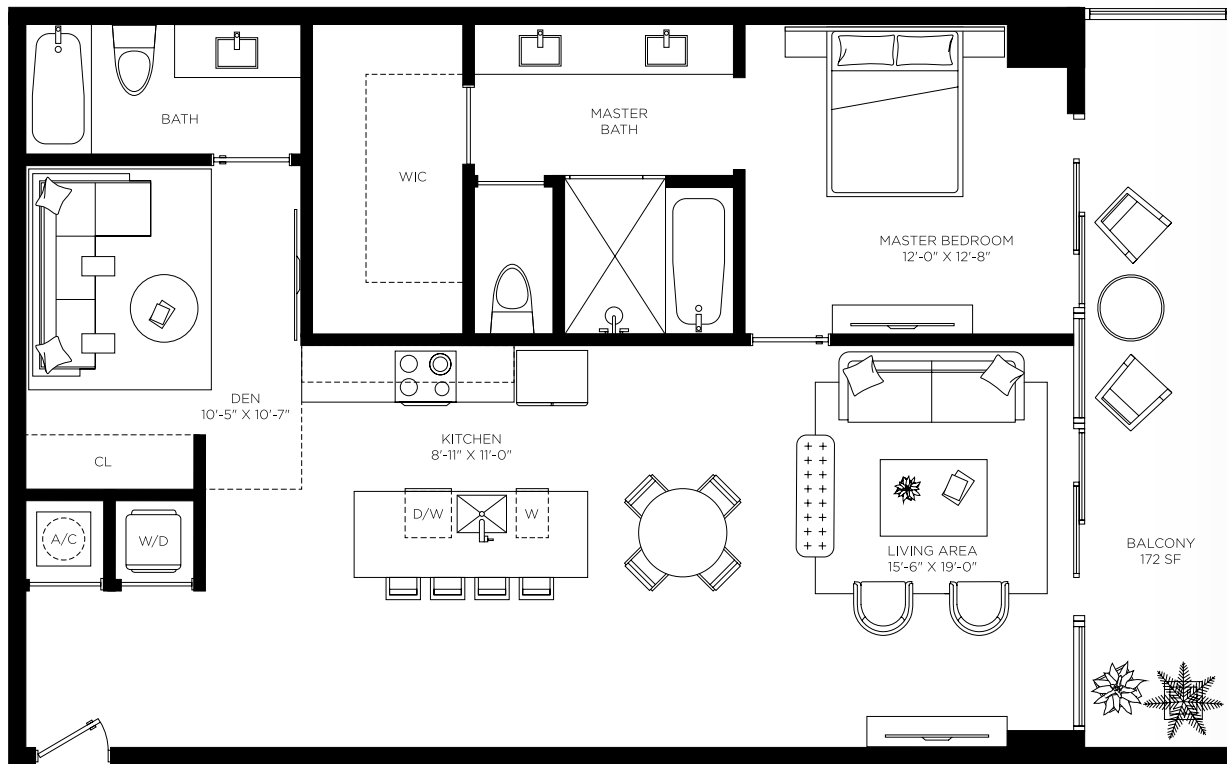 BATH
MASTER
BATH
WIC
MASTER BEDROOM
12'-0" X 12'-8"
DEN
10'-5" X 10'-7"
CL
KITCHEN
8'-11" X 11'-0"
D/W
W
A/C
W/D
LIVING AREA
15'-6" X 19'-0"
BALCONY
172 SF